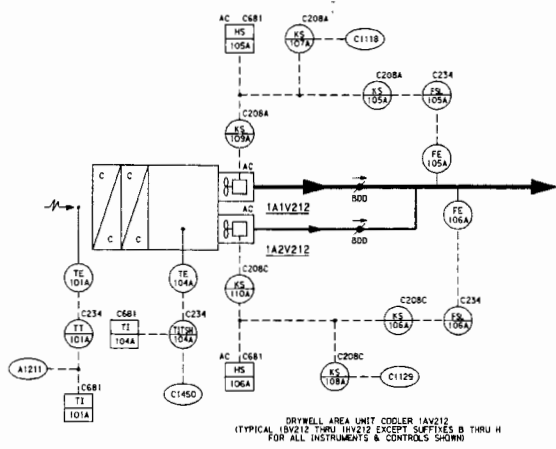 AC C681
HS
105A
C208A
KS
107A
C1118
C208A
KS
105A
C234
FSL
105A
C208A
KS
109A
FE
105A
AC
C
C
C
C
1A1V212
BDD
AC
1A2V212
BDD
FE
106A
TE
101A
TE
104A
C208C
KS
110A
C234
TT
101A
C681
TI
104A
C234
TITSH
104A
C208C
KS
106A
C234
FSL
106A
A1211
C681
TI
101A
C1450
AC C681
HS
106A
C208C
KS
108A
C1129
DRYWELL AREA UNIT COOLER 1AV212
(TYPICAL 1BV212 THRU 1HV212 EXCEPT SUFFIXES B THRU H
FOR ALL INSTRUMENTS & CONTROLS SHOWN)